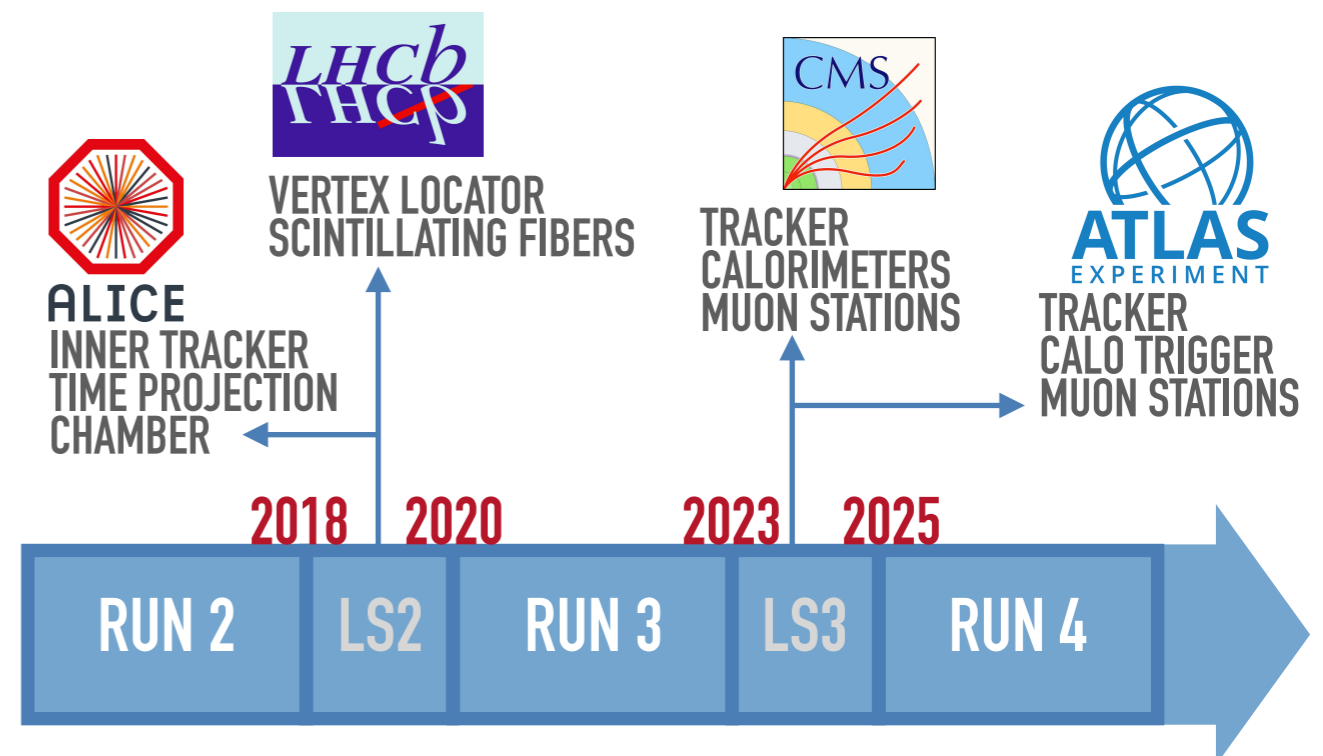 LHCb
LHCb
CMS
VERTEX LOCATOR
SCINTILLATING FIBERS
ALICE
INNER TRACKER
TIME PROJECTION
CHAMBER
TRACKER
CALORIMETERS
MUON STATIONS
ATLAS
EXPERIMENT
TRACKER
CALO TRIGGER
MUON STATIONS
2018
2020
2023
2025
RUN 2
LS2
RUN 3
LS3
RUN 4